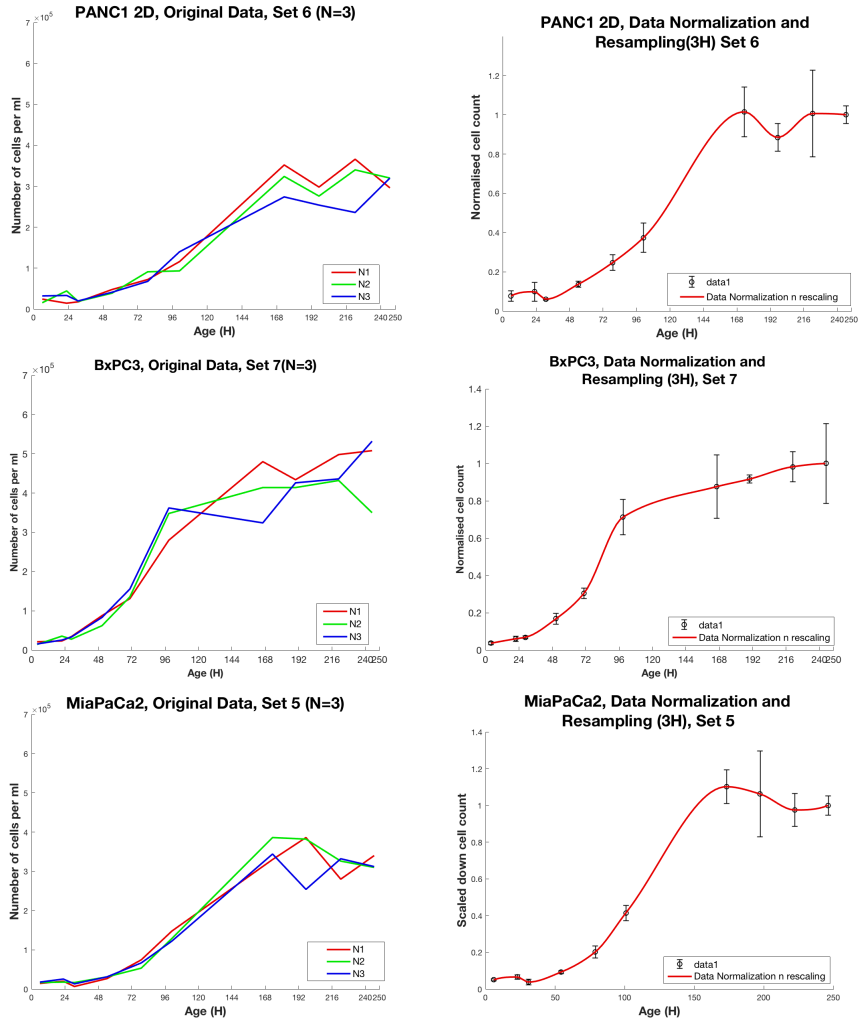 PANC1 2D, Original Data, Set 6 (N=3)
×10⁵
7
6
5
4
3
2
1
0
Numeber of cells per ml
0 24 48 72 96 120 144 168 192 216 240 250
Age (H)
N1
N2
N3
PANC1 2D, Data Normalization and
Resampling(3H) Set 6
1.2
1
0.8
0.6
0.4
0.2
0
Normalised cell count
0 24 48 72 96 120 144 168 192 216 240 250
Age (H)
data1
Data Normalization n rescaling
BxPC3, Original Data, Set 7(N=3)
×10⁵
7
6
5
4
3
2
1
0
Numeber of cells per ml
0 24 48 72 96 120 144 168 192 216 240 250
Age (H)
N1
N2
N3
BxPC3, Data Normalization and
Resampling (3H), Set 7
1.4
1.2
1
0.8
0.6
0.4
0.2
0
Normalised cell count
0 24 48 72 96 120 144 168 192 216 240 250
Age (H)
data1
Data Normalization n rescaling
MiaPaCa2, Original Data, Set 5 (N=3)
×10⁵
7
6
5
4
3
2
1
0
Numeber of cells per ml
0 24 48 72 96 120 144 168 192 216 240 250
Age (H)
N1
N2
N3
MiaPaCa2, Data Normalization and
Resampling (3H), Set 5
1.4
1.2
1
0.8
0.6
0.4
0.2
0
Scaled down cell count
0 50 100 150 200 250
Age (H)
data1
Data Normalization n rescaling